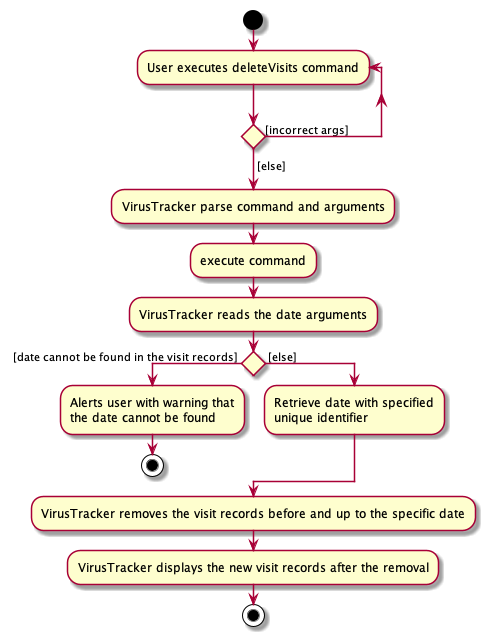 User executes deleteVisits command
[incorrect args]
[else]
VirusTracker parse command and arguments
execute command
VirusTracker reads the date arguments
[date cannot be found in the visit records]
[else]
Alerts user with warning that
the date cannot be found
Retrieve date with specified
unique identifier
VirusTracker removes the visit records before and up to the specific date
VirusTracker displays the new visit records after the removal